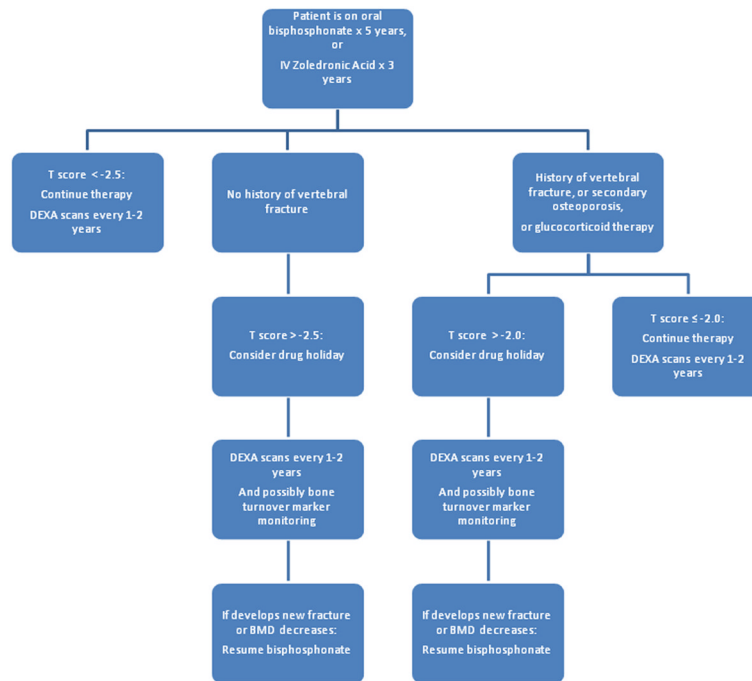 Patient is on oral
bisphosphonate x 5 years,
or
IV Zoledronic Acid x 3
years
T score < -2.5:
Continue therapy
DEXA scans every 1-2
years
No history of vertebral
fracture
History of vertebral
fracture, or secondary
osteoporosis,
or glucocorticoid therapy
T score > -2.5:
Consider drug holiday
T score > -2.0:
Consider drug holiday
T score ≤ -2.0:
Continue therapy
DEXA scans every 1-2
years
DEXA scans every 1-2
years
And possibly bone
turnover marker
monitoring
DEXA scans every 1-2
years
And possibly bone
turnover marker
monitoring
If develops new fracture
or BMD decreases:
Resume bisphosphonate
If develops new fracture
or BMD decreases:
Resume bisphosphonate